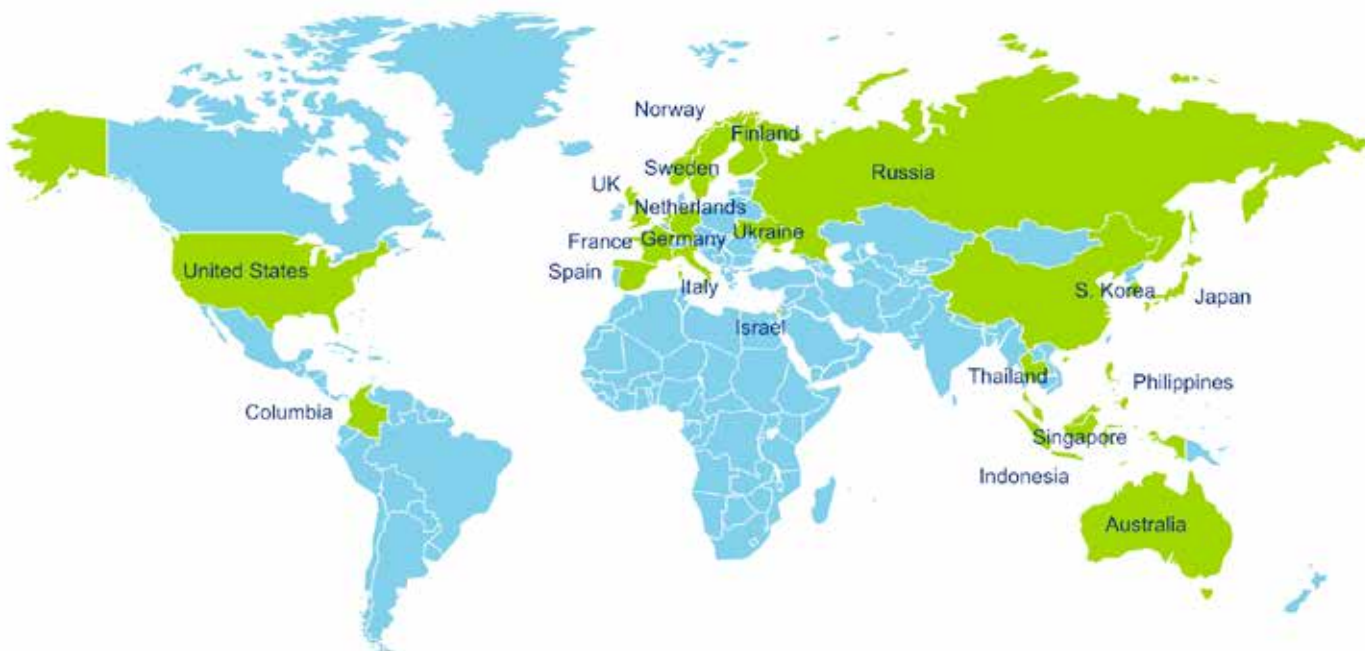 Norway
Finland
Sweden
Russia
UK
Netherlands
Ukraine
France
Germany
United States
Spain
Italy
S. Korea
Japan
Israel
Thailand
Philippines
Columbia
Singapore
Indonesia
Australia